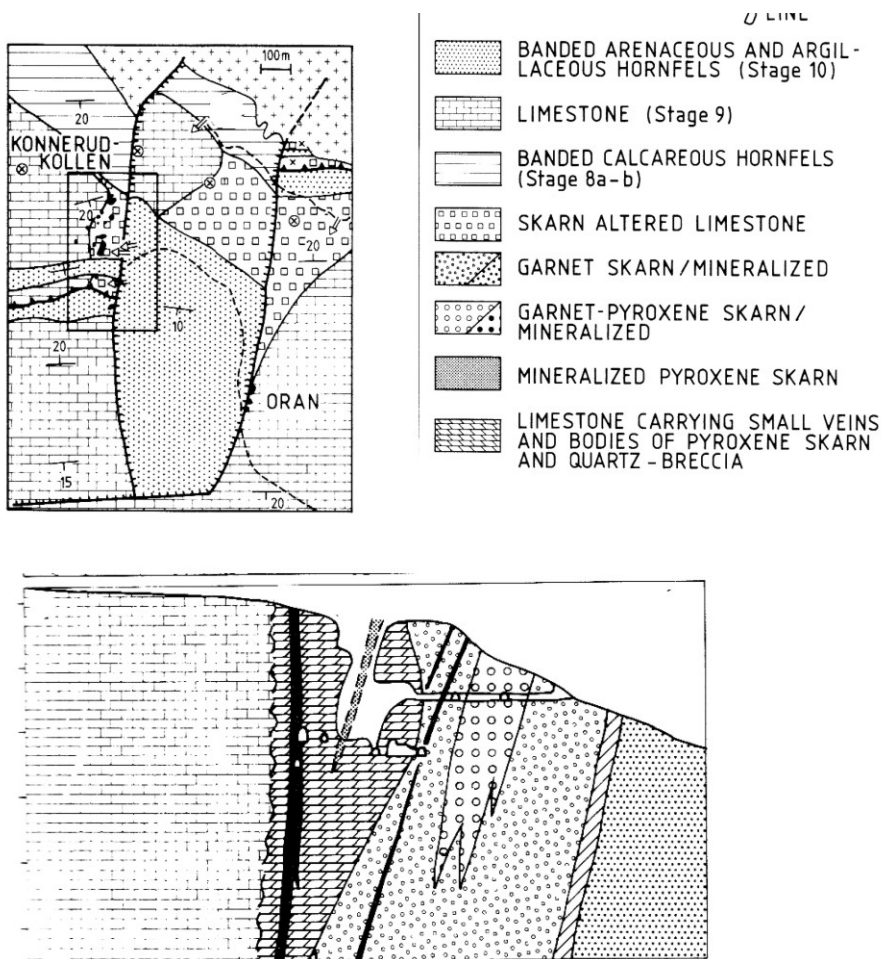 LINE
100m
20
KONNERUD-
KOLLEN
20
20
10
20
ORAN
15
20
BANDED ARENACEOUS AND ARGIL-
LACEOUS HORNFELS (Stage 10)
LIMESTONE (Stage 9)
BANDED CALCAREOUS HORNFELS
(Stage 8a-b)
SKARN ALTERED LIMESTONE
GARNET SKARN/MINERALIZED
GARNET-PYROXENE SKARN/
MINERALIZED
MINERALIZED PYROXENE SKARN
LIMESTONE CARRYING SMALL VEINS
AND BODIES OF PYROXENE SKARN
AND QUARTZ-BRECCIA